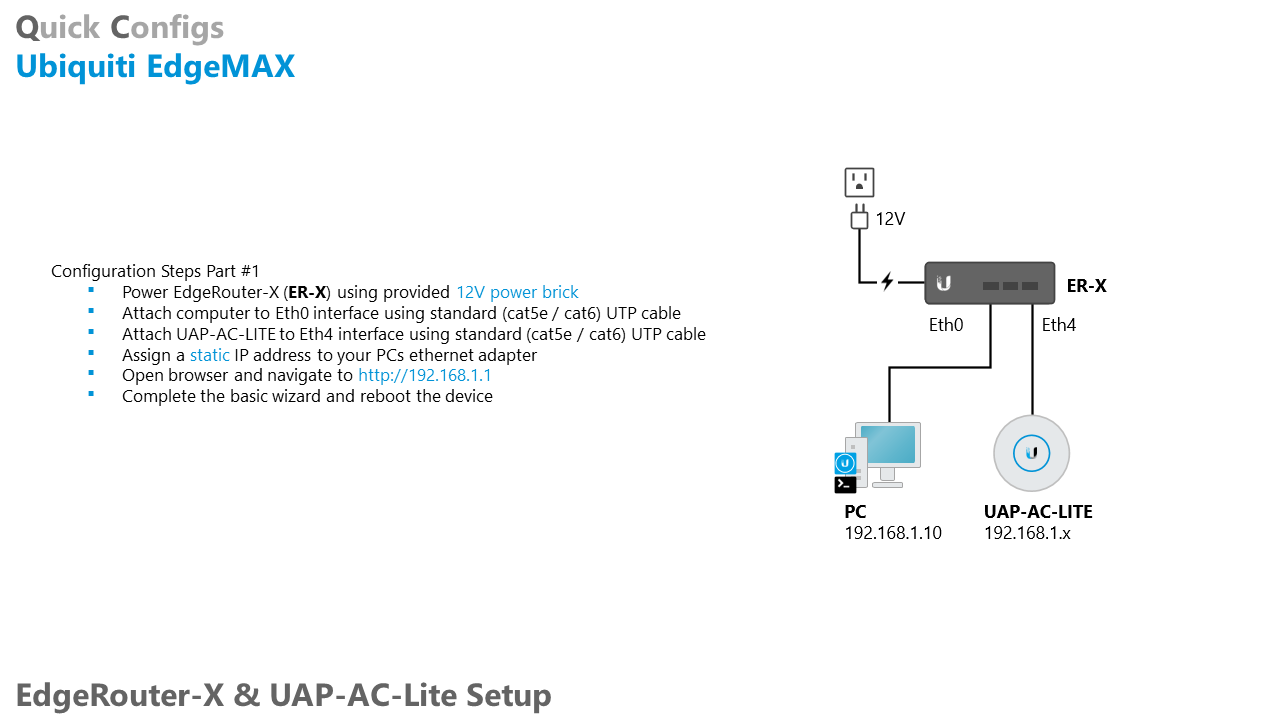 Quick Configs
Ubiquiti EdgeMAX
12V
Configuration Steps Part #1
Power EdgeRouter-X (ER-X) using provided 12V power brick
Attach computer to Eth0 interface using standard (cat5e / cat6) UTP cable
Attach UAP-AC-LITE to Eth4 interface using standard (cat5e / cat6) UTP cable
Assign a static IP address to your PCs ethernet adapter
Open browser and navigate to http://192.168.1.1
Complete the basic wizard and reboot the device
ER-X
Eth0
Eth4
PC
192.168.1.10
UAP-AC-LITE
192.168.1.x
EdgeRouter-X & UAP-AC-Lite Setup